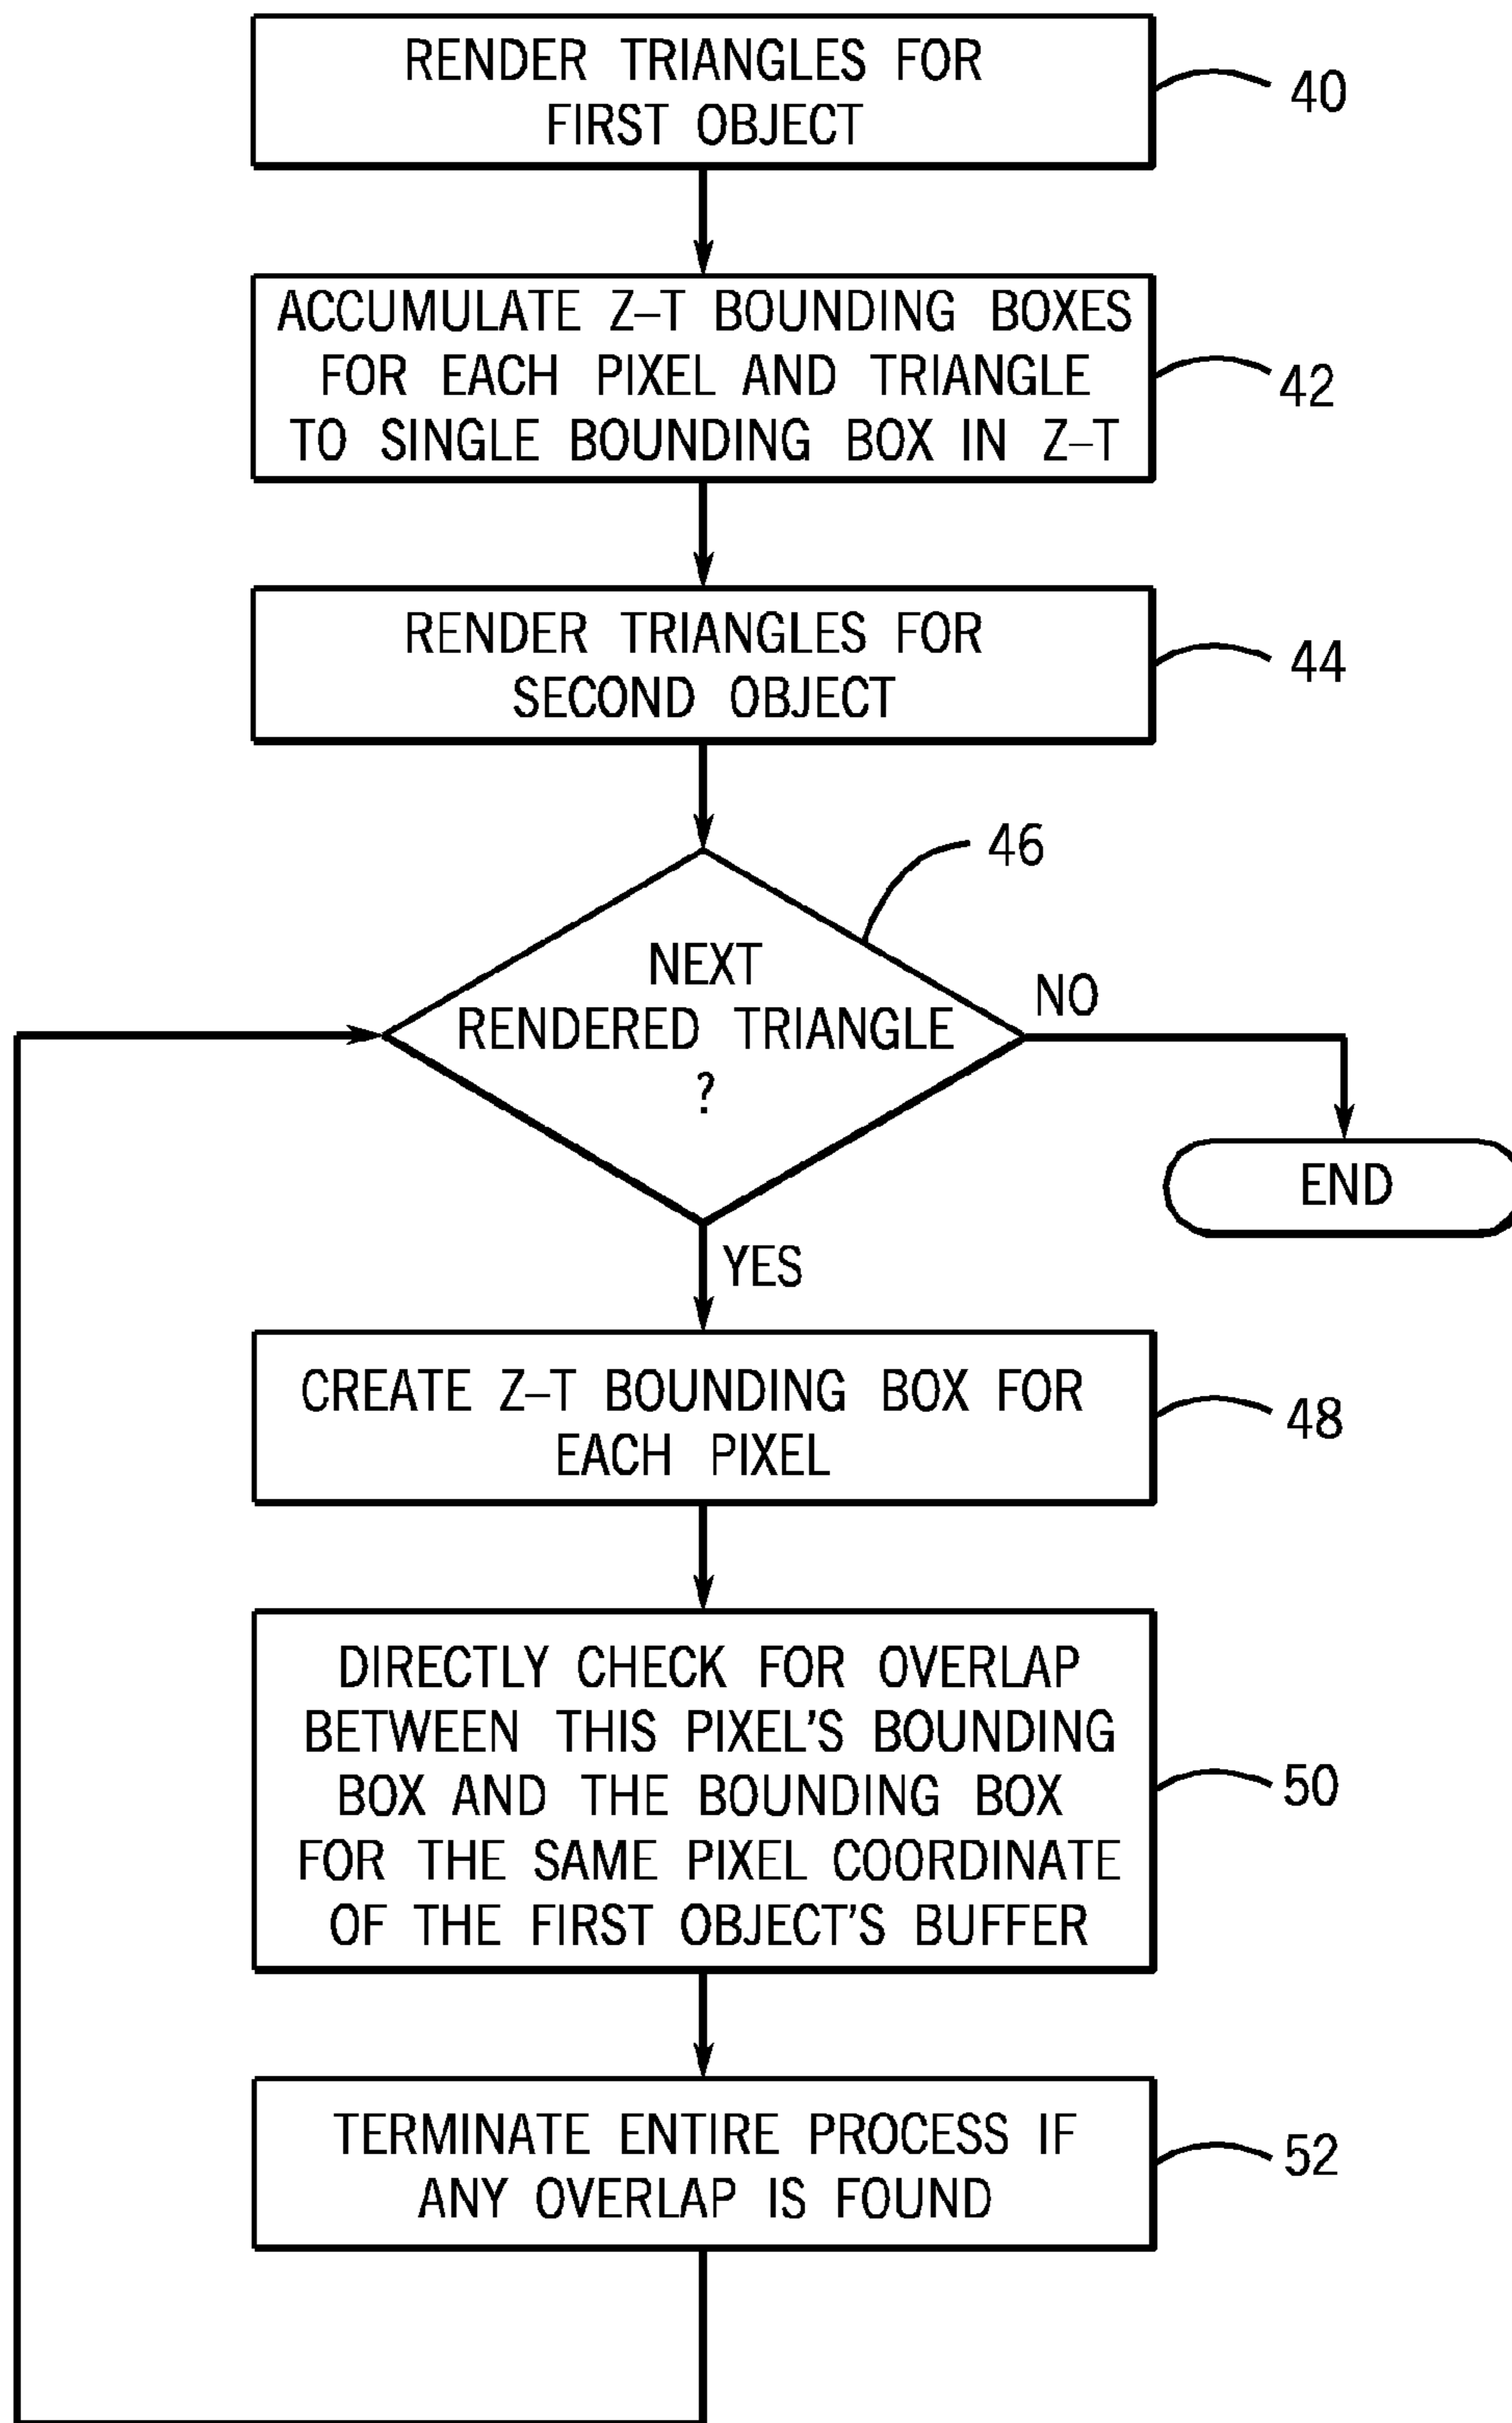 RENDER TRIANGLES FOR
FIRST OBJECT
40
ACCUMULATE Z–T BOUNDING BOXES
FOR EACH PIXEL AND TRIANGLE
TO SINGLE BOUNDING BOX IN Z–T
42
RENDER TRIANGLES FOR
SECOND OBJECT
44
46
NEXT
RENDERED TRIANGLE
?
NO
END
YES
CREATE Z–T BOUNDING BOX FOR
EACH PIXEL
48
DIRECTLY CHECK FOR OVERLAP
BETWEEN THIS PIXEL'S BOUNDING
BOX AND THE BOUNDING BOX
FOR THE SAME PIXEL COORDINATE
OF THE FIRST OBJECT'S BUFFER
50
TERMINATE ENTIRE PROCESS IF
ANY OVERLAP IS FOUND
52